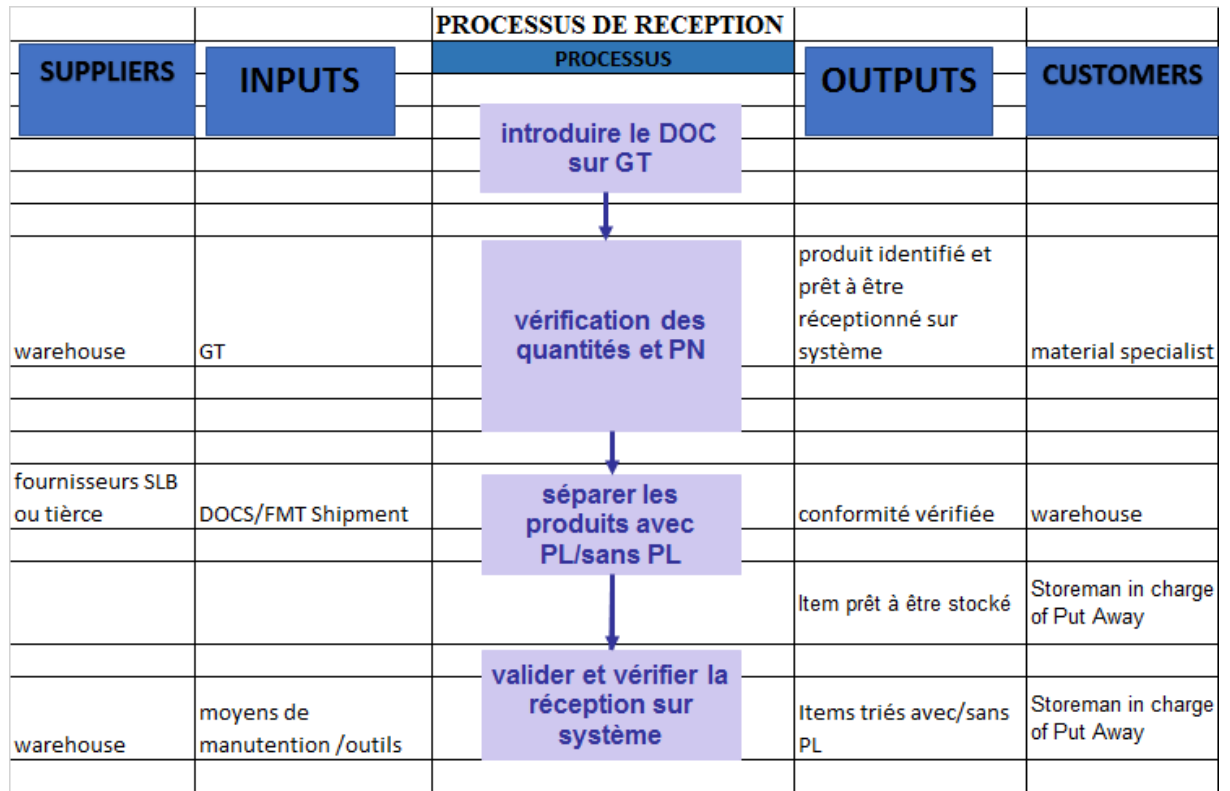 PROCESSUS DE RECEPTION
SUPPLIERS
INPUTS
PROCESSUS
OUTPUTS
CUSTOMERS
introduire le DOC
sur GT
warehouse
GT
vérification des
quantités et PN
produit identifié et
prêt à être
réceptionné sur
système
material specialist
fournisseurs SLB
ou tièrce
DOCS/FMT Shipment
séparer les
produits avec
PL/sans PL
conformité vérifiée
warehouse
Item prêt à être stocké
Storeman in charge
of Put Away
warehouse
moyens de
manutention /outils
valider et vérifier la
réception sur
système
Items triés avec/sans
PL
Storeman in charge
of Put Away